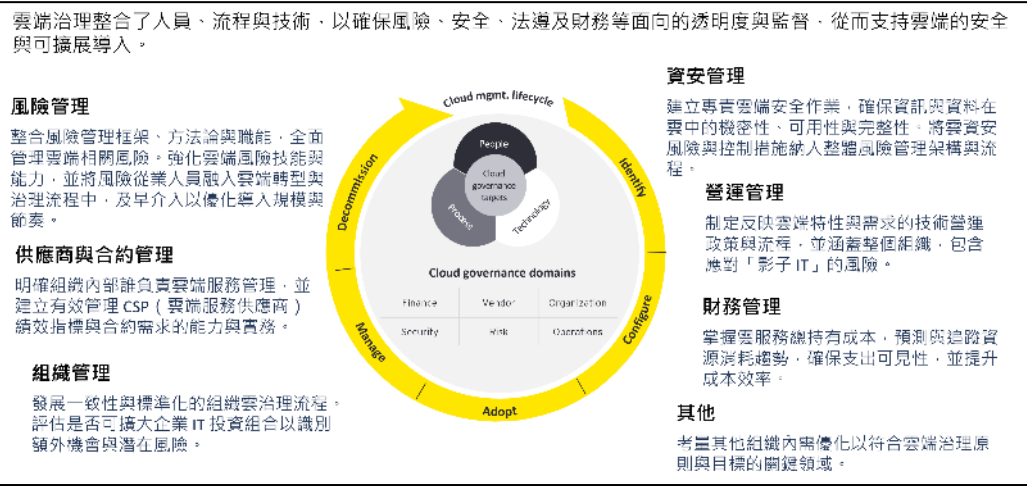 雲端治理整合了人員、流程與技術，以確保風險、安全、法遵及財務等面向的透明度與監督，從而支持雲端的安全
與可擴展導入。
風險管理
整合風險管理框架、方法論與職能，全面
管理雲端相關風險。強化雲端風險技能與
能力，並將風險從業人員融入雲端轉型與
治理流程中，及早介入以優化導入規模與
節奏。
供應商與合約管理
明確組織內部誰負責雲端服務管理，並
建立有效管理 CSP（雲端服務供應商）
績效指標與合約需求的能力與實務。
組織管理
發展一致性與標準化的組織雲治理流程。
評估是否可擴大企業 IT 投資組合以識別
額外機會與潛在風險。
Cloud mgmt. lifecycle
Identify
Configure
Adopt
Manage
Decommission
People
Cloud
governance
targets
Process
Technology
Cloud governance domains
Finance
Vendor
Organization
Security
Risk
Operations
資安管理
建立專責雲端安全作業，確保資訊與資料在
雲中的機密性、可用性與完整性。將雲資安
風險與控制措施納入整體風險管理架構與流
程。
營運管理
制定反映雲端特性與需求的技術營運
政策與流程，並涵蓋整個組織，包含
應對「影子 IT」的風險。
財務管理
掌握雲服務總持有成本，預測與追蹤資
源消耗趨勢，確保支出可見性，並提升
成本效率。
其他
考量其他組織內需優化以符合雲端治理原
則與目標的關鍵領域。